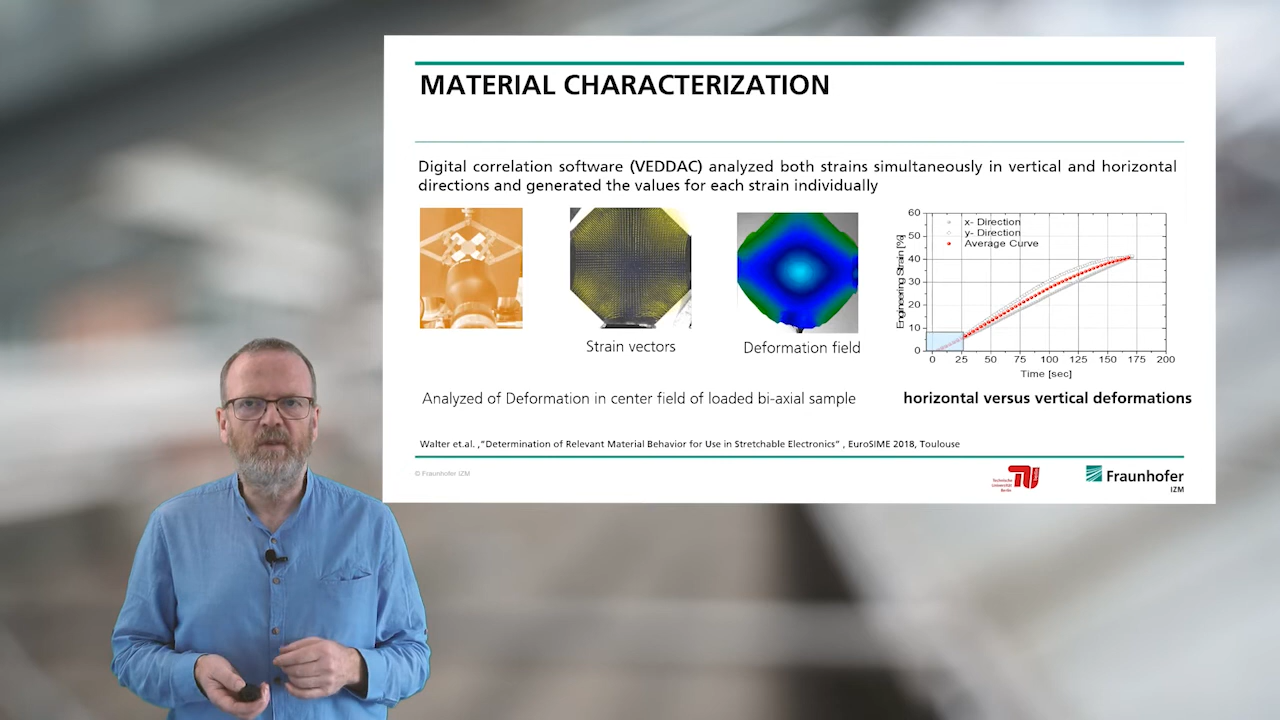 MATERIAL CHARACTERIZATION
Digital correlation software (VEDDAC) analyzed both strains simultaneously in vertical and horizontal
directions and generated the values for each strain individually
Strain vectors
Deformation field
Engineering Strain [%]
60
50
40
30
20
10
0
x- Direction
y- Direction
Average Curve
0 25 50 75 100 125 150 175 200
Time [sec]
Analyzed of Deformation in center field of loaded bi-axial sample
horizontal versus vertical deformations
Walter et.al. ,"Determination of Relevant Material Behavior for Use in Stretchable Electronics" , EuroSIME 2018, Toulouse
© Fraunhofer IZM
Technische
Universität
Berlin
Fraunhofer
IZM